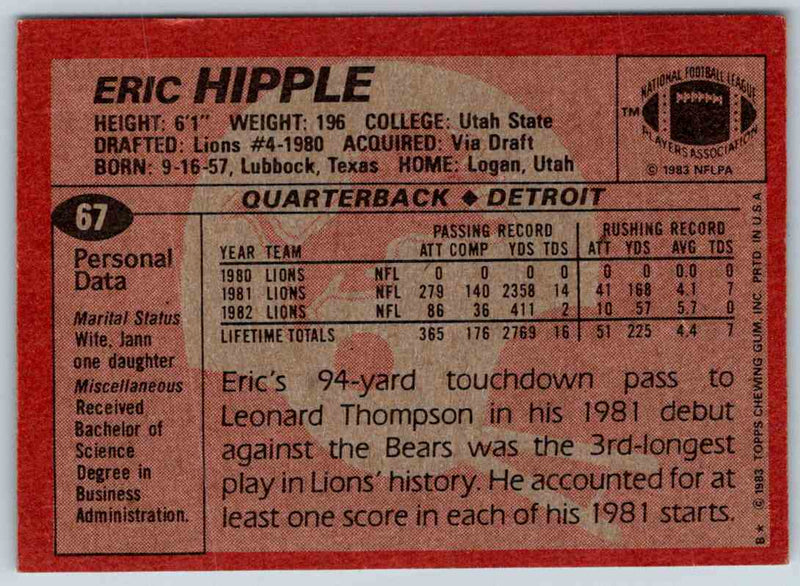 ERIC HIPPLE
HEIGHT: 6'1" WEIGHT: 196 COLLEGE: Utah State
DRAFTED: Lions #4-1980 ACQUIRED: Via Draft
BORN: 9-16-57, Lubbock, Texas HOME: Logan, Utah
NATIONAL FOOTBALL LEAGUE
PLAYERS ASSOCIATION
TM
© 1983 NFLPA
67
QUARTERBACK ◆ DETROIT
Personal
Data
Marital Status
Wife, Jann
one daughter
Miscellaneous
Received
Bachelor of
Science
Degree in
Business
Administration.
PASSING RECORD RUSHING RECORD
YEAR TEAM ATT COMP YDS TDS ATT YDS AVG TDS
1980 LIONS NFL 0 0 0 0 0 0 0.0 0
1981 LIONS NFL 279 140 2358 14 41 168 4.1 7
1982 LIONS NFL 86 36 411 2 10 57 5.7 0
LIFETIME TOTALS 365 176 2769 16 51 225 4.4 7
Eric's 94-yard touchdown pass to
Leonard Thompson in his 1981 debut
against the Bears was the 3rd-longest
play in Lions' history. He accounted for at
least one score in each of his 1981 starts.
B* © 1983 TOPPS CHEWING GUM, INC. PRTD. IN U.S.A.